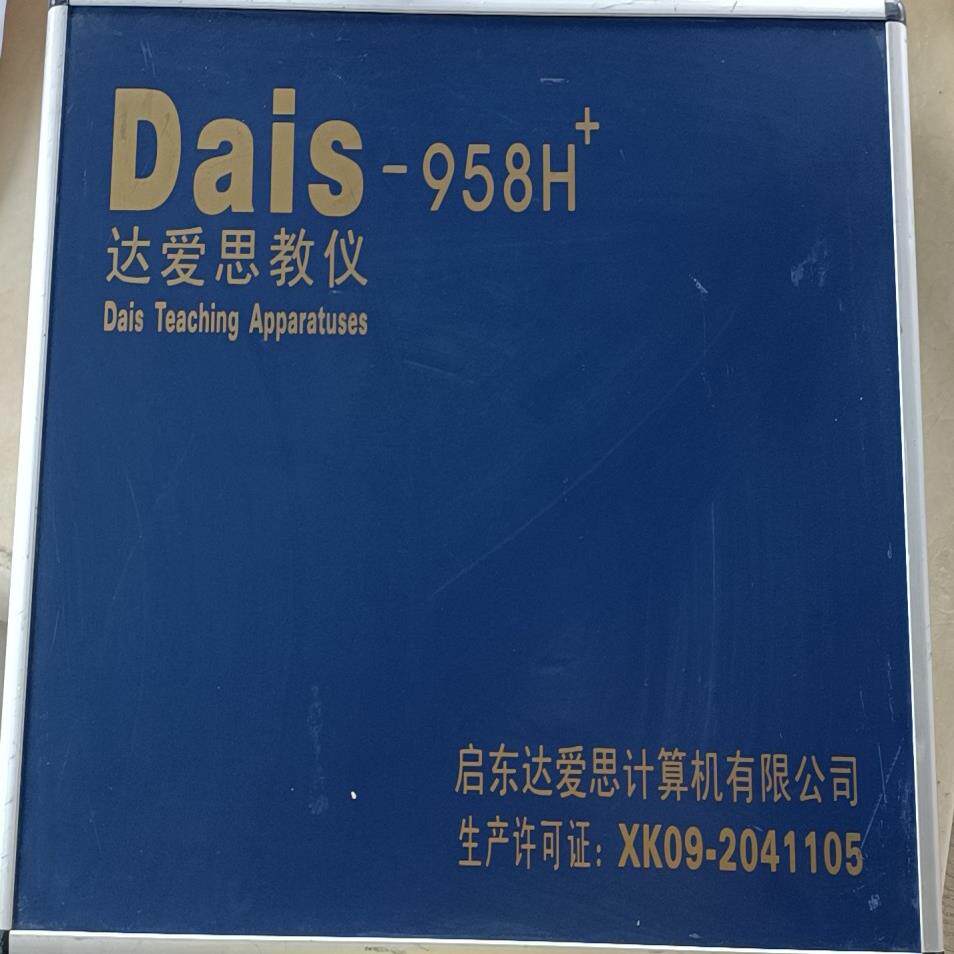 Dais-958H⁺
达爱思教仪
Dais Teaching Apparatuses
启东达爱思计算机有限公司
生产许可证：XK09-2041105